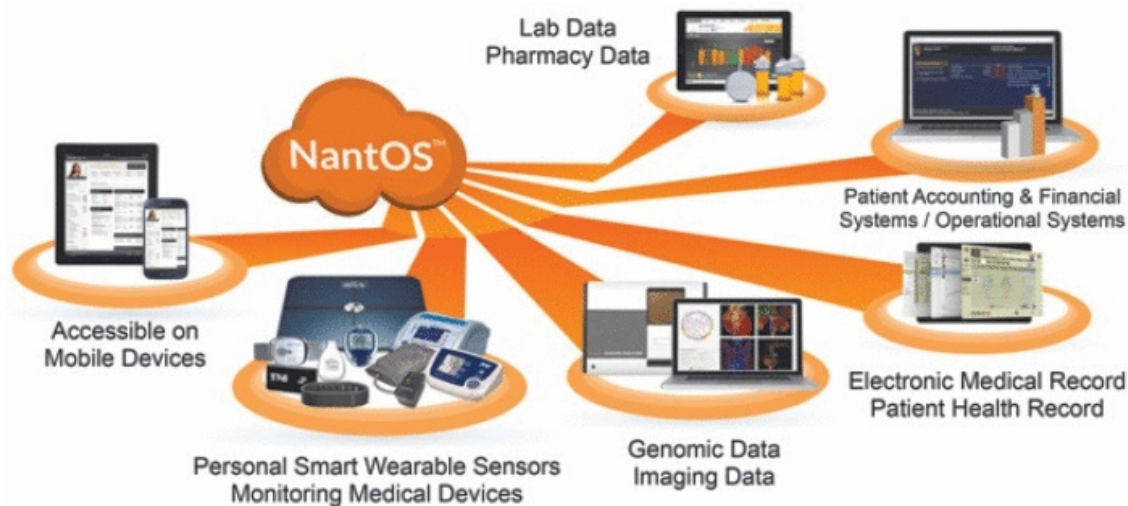 Lab Data
Pharmacy Data
NantOS™
Patient Accounting & Financial
Systems / Operational Systems
Accessible on
Mobile Devices
Electronic Medical Record
Patient Health Record
Genomic Data
Imaging Data
Personal Smart Wearable Sensors
Monitoring Medical Devices